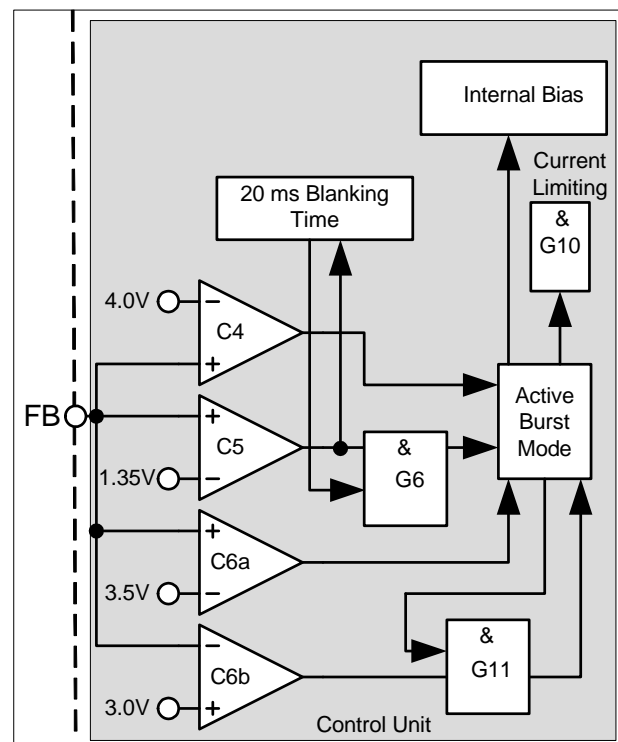 Internal Bias
Current
Limiting
20 ms Blanking
Time
&
G10
4.0V
−
C4
+
FB
+
C5
−
1.35V
&
G6
Active
Burst
Mode
+
C6a
−
3.5V
−
C6b
+
3.0V
&
G11
Control Unit